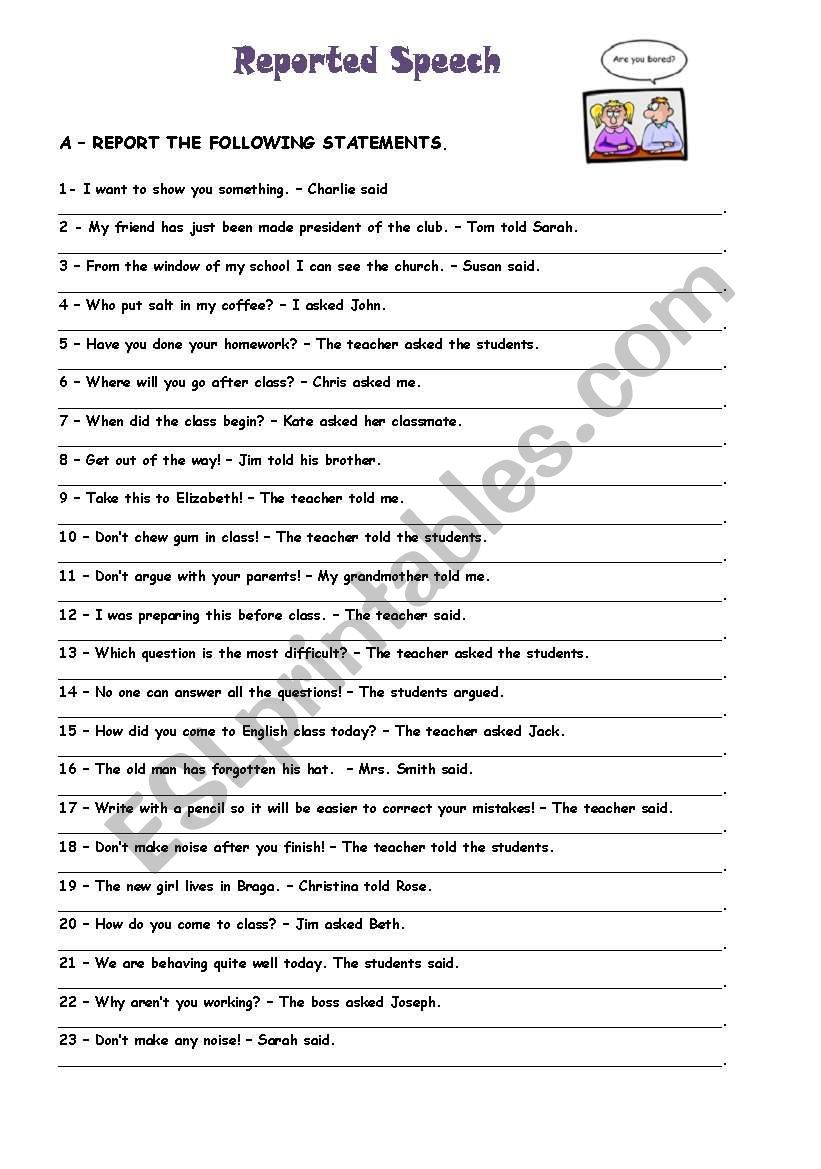 Reported Speech
Are you bored?
A – REPORT THE FOLLOWING STATEMENTS.
1- I want to show you something. – Charlie said
.
2 - My friend has just been made president of the club. – Tom told Sarah.
.
3 – From the window of my school I can see the church. – Susan said.
.
4 – Who put salt in my coffee? – I asked John.
.
5 – Have you done your homework? – The teacher asked the students.
.
6 – Where will you go after class? – Chris asked me.
.
7 – When did the class begin? – Kate asked her classmate.
.
8 – Get out of the way! – Jim told his brother.
.
9 – Take this to Elizabeth! – The teacher told me.
.
10 – Don't chew gum in class! – The teacher told the students.
.
11 – Don't argue with your parents! – My grandmother told me.
.
12 – I was preparing this before class. – The teacher said.
.
13 – Which question is the most difficult? – The teacher asked the students.
.
14 – No one can answer all the questions! – The students argued.
.
15 – How did you come to English class today? – The teacher asked Jack.
.
16 – The old man has forgotten his hat. – Mrs. Smith said.
.
17 – Write with a pencil so it will be easier to correct your mistakes! – The teacher said.
.
18 – Don't make noise after you finish! – The teacher told the students.
.
19 – The new girl lives in Braga. – Christina told Rose.
.
20 – How do you come to class? – Jim asked Beth.
.
21 – We are behaving quite well today. The students said.
.
22 – Why aren't you working? – The boss asked Joseph.
.
23 – Don't make any noise! – Sarah said.
.
ESLprintables.com